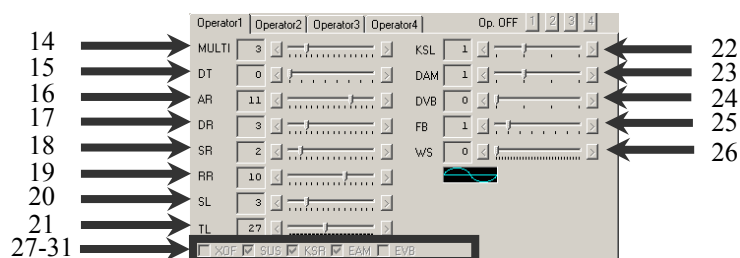 Operator1 Operator2 Operator3 Operator4 Op. OFF 1 2 3 4
14 MULTI 3 KSL 1 22
15 DT 0 DAM 1 23
16 AR 11 DVB 0 24
17 DR 3 FB 1 25
18 SR 2 WS 0 26
19 RR 10
20 SL 3
21 TL 27
27-31 XOF SUS KSR EAM EVB